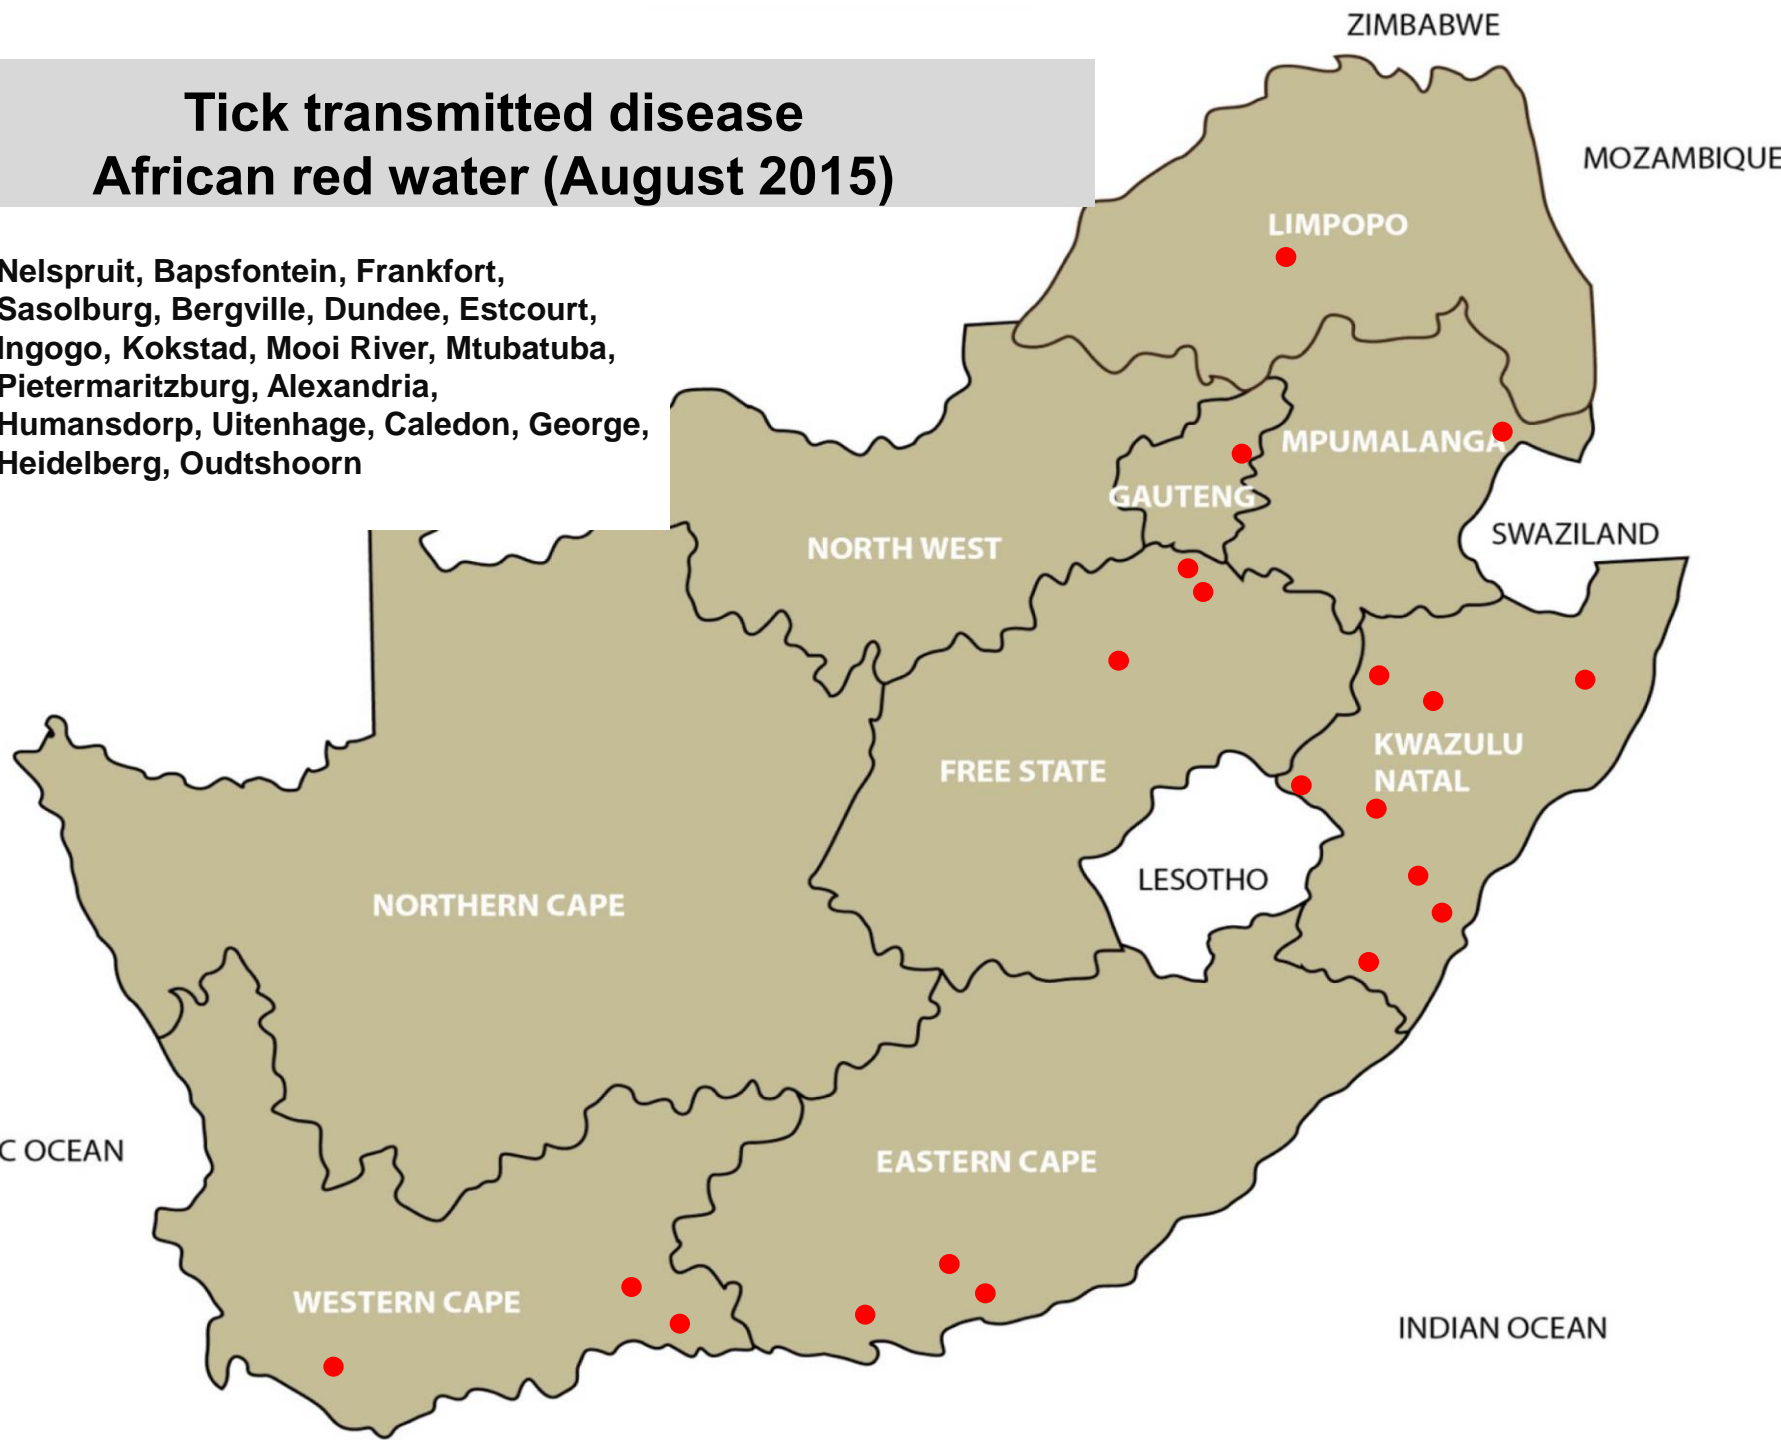 ZIMBABWE
Tick transmitted disease
African red water (August 2015)
MOZAMBIQUE
LIMPOPO
Nelspruit, Bapsfontein, Frankfort,
Sasolburg, Bergville, Dundee, Estcourt,
Ingogo, Kokstad, Mooi River, Mtubatuba,
Pietermaritzburg, Alexandria,
Humansdorp, Uitenhage, Caledon, George,
Heidelberg, Oudtshoorn
MPUMALANGA
GAUTENG
SWAZILAND
NORTH WEST
KWAZULU
NATAL
FREE STATE
LESOTHO
NORTHERN CAPE
C OCEAN
EASTERN CAPE
WESTERN CAPE
INDIAN OCEAN